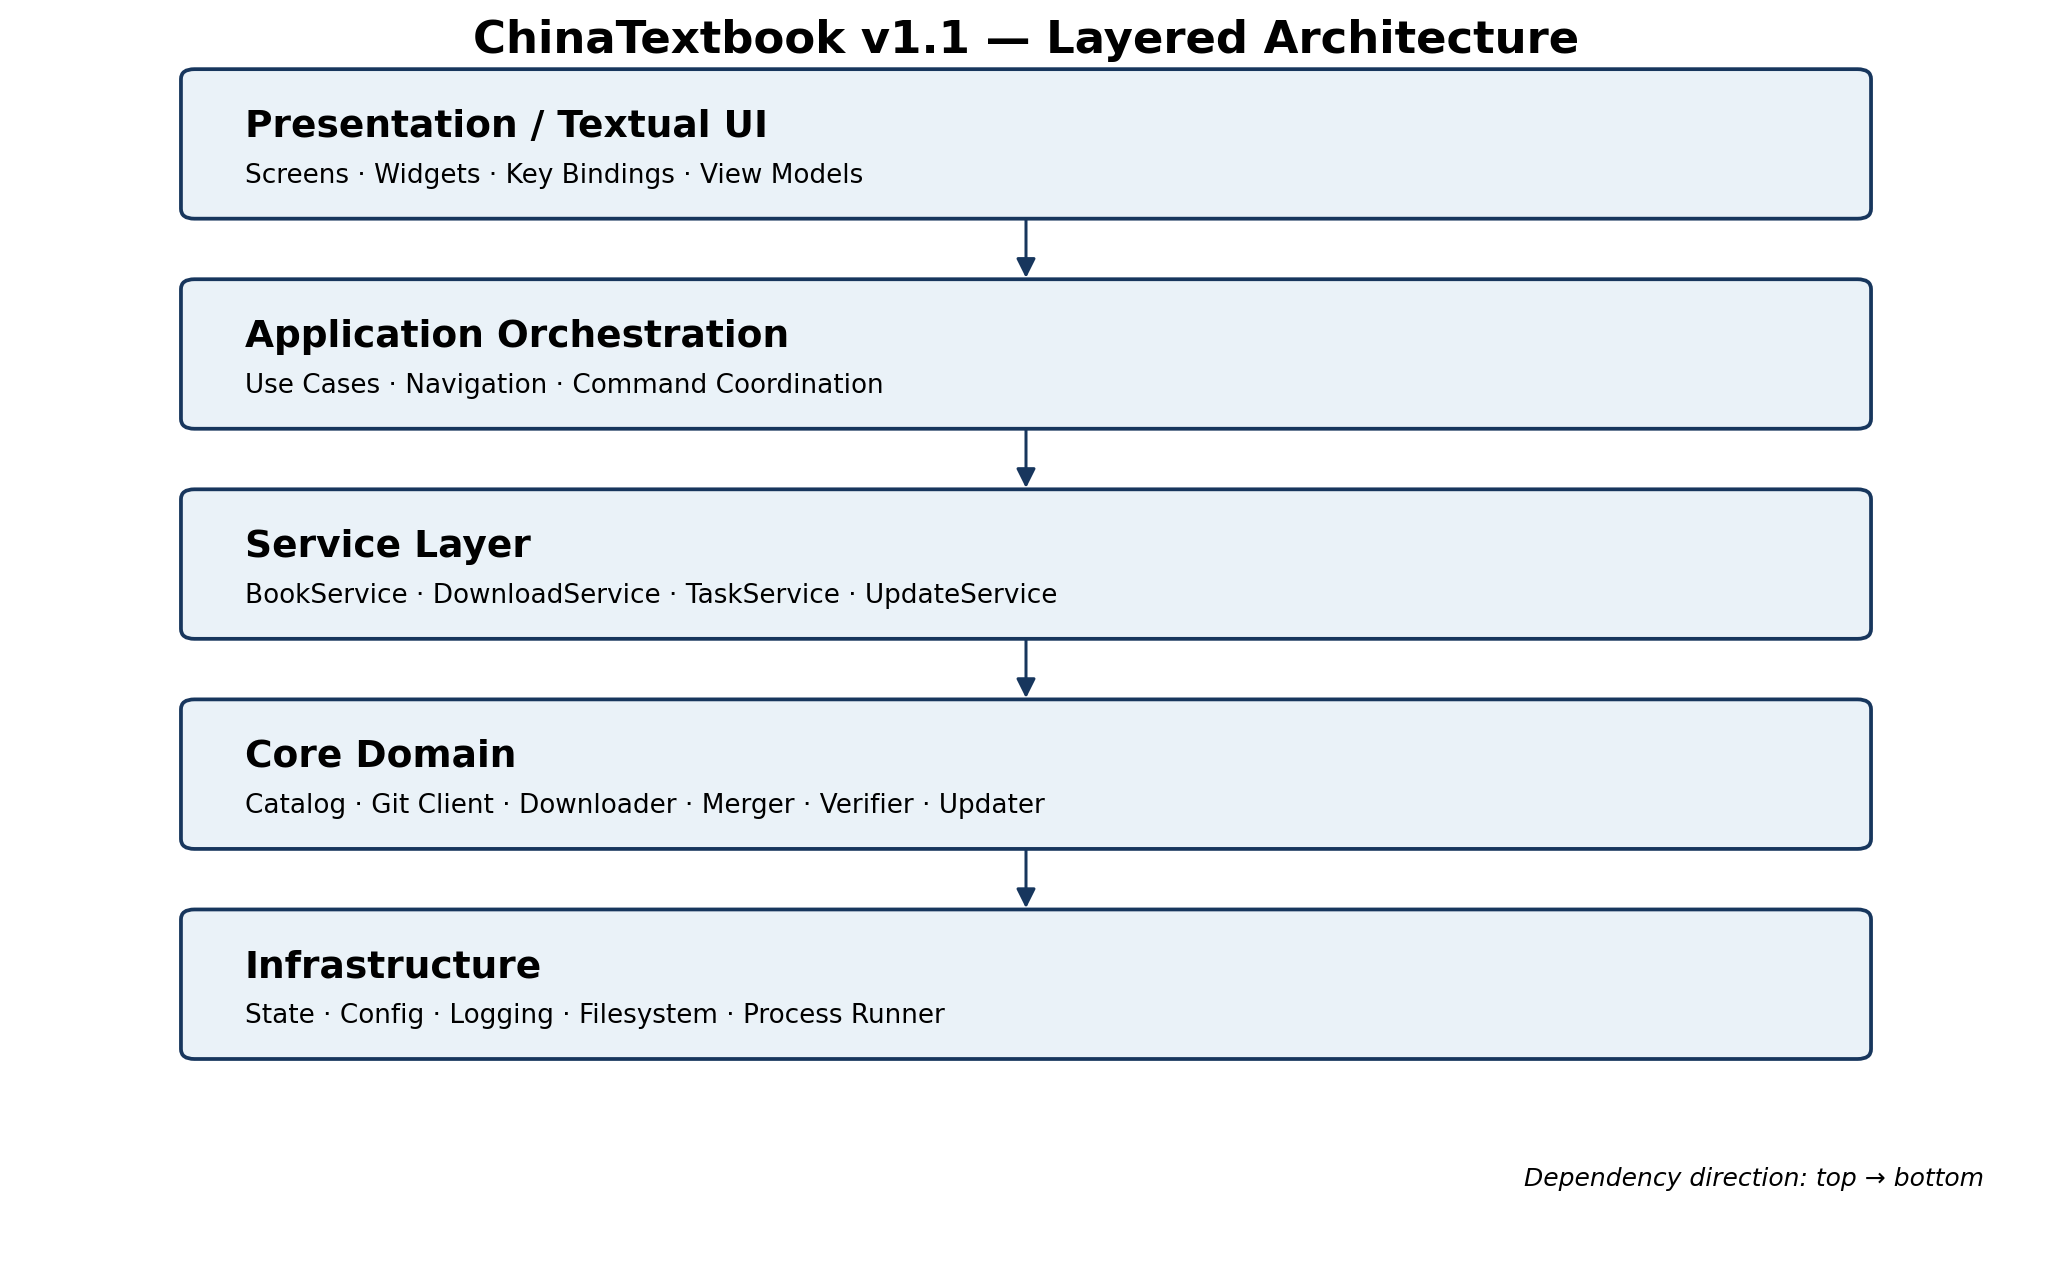 ChinaTextbook v1.1 — Layered Architecture
Presentation / Textual UI
Screens · Widgets · Key Bindings · View Models
Application Orchestration
Use Cases · Navigation · Command Coordination
Service Layer
BookService · DownloadService · TaskService · UpdateService
Core Domain
Catalog · Git Client · Downloader · Merger · Verifier · Updater
Infrastructure
State · Config · Logging · Filesystem · Process Runner
Dependency direction: top → bottom